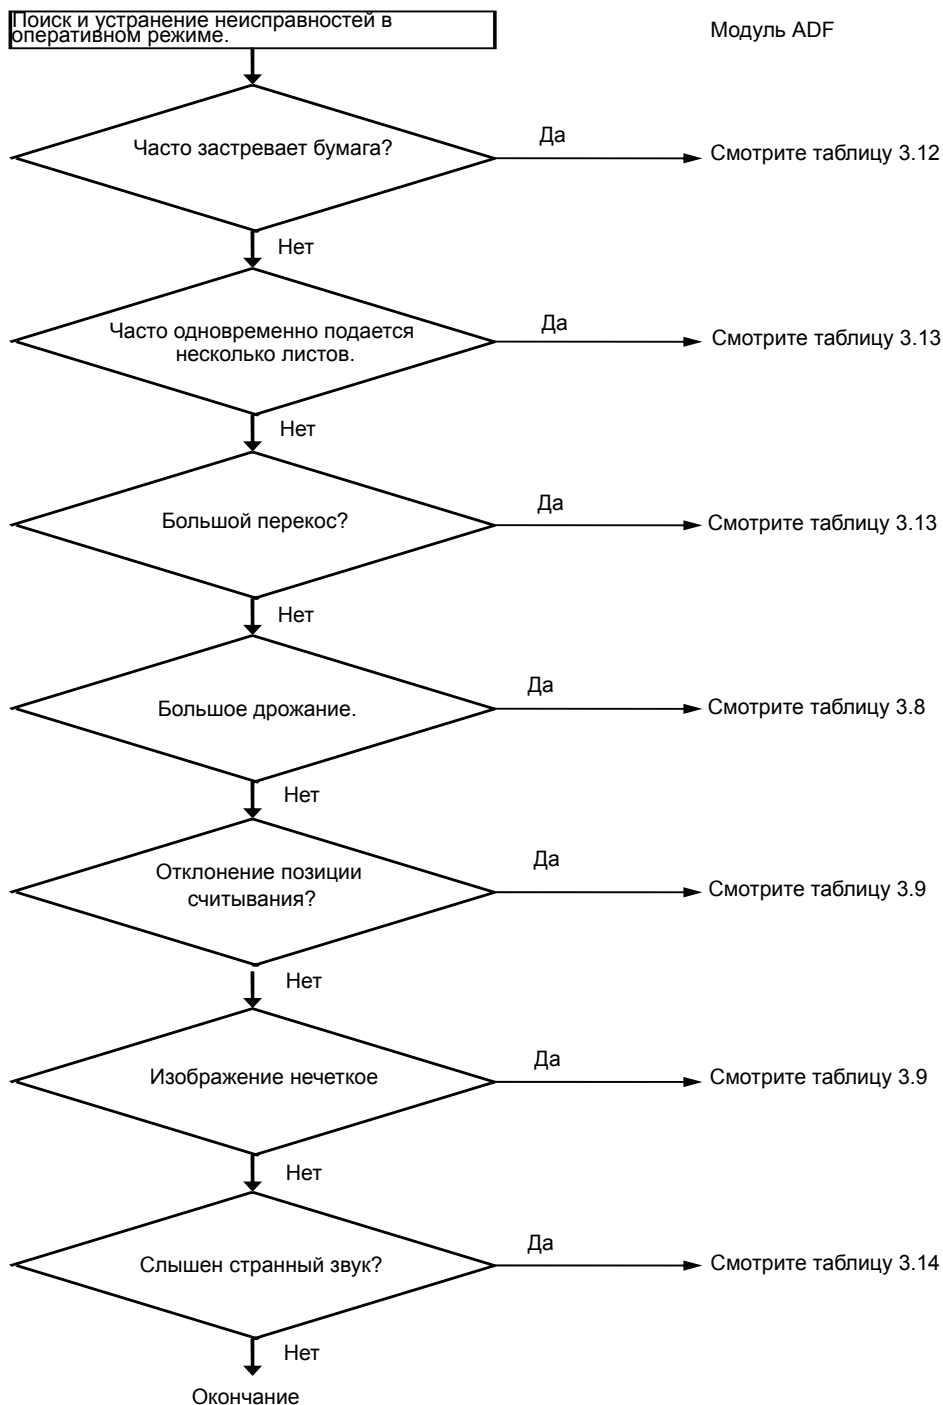 Поиск и устранение неисправностей в
оперативном режиме.
Модуль ADF
Часто застревает бумага?
Да
Смотрите таблицу 3.12
Нет
Часто одновременно подается
несколько листов.
Да
Смотрите таблицу 3.13
Нет
Большой перекос?
Да
Смотрите таблицу 3.13
Нет
Большое дрожание.
Да
Смотрите таблицу 3.8
Нет
Отклонение позиции
считывания?
Да
Смотрите таблицу 3.9
Нет
Изображение нечеткое
Да
Смотрите таблицу 3.9
Нет
Слышен странный звук?
Да
Смотрите таблицу 3.14
Нет
Окончание